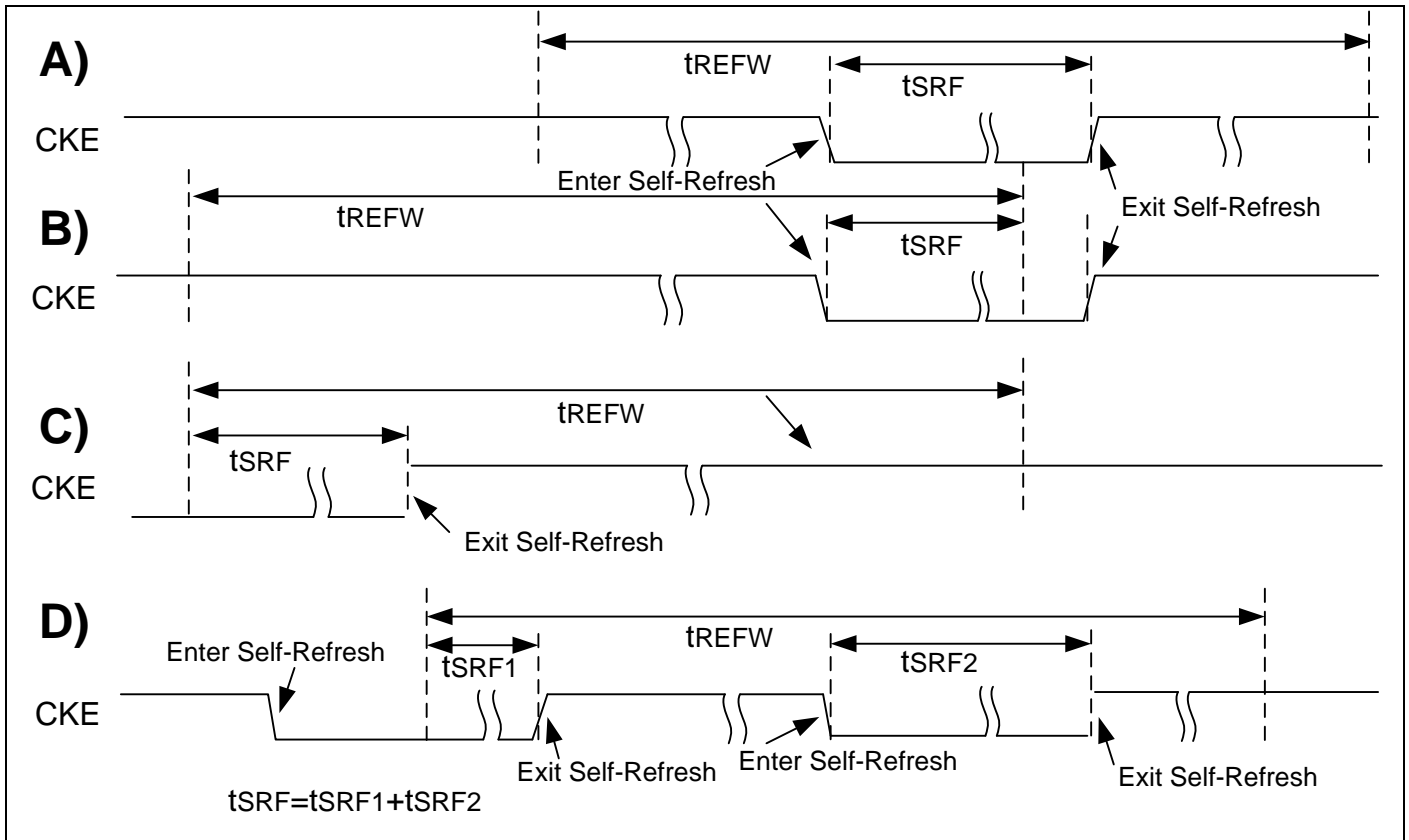 A)
tREFW
tSRF
CKE
Enter Self-Refresh
tREFW
Exit Self-Refresh
B)
tSRF
CKE
C)
tREFW
tSRF
CKE
Exit Self-Refresh
D)
tREFW
Enter Self-Refresh
tSRF1
tSRF2
CKE
Exit Self-Refresh
Enter Self-Refresh
Exit Self-Refresh
tSRF=tSRF1+tSRF2